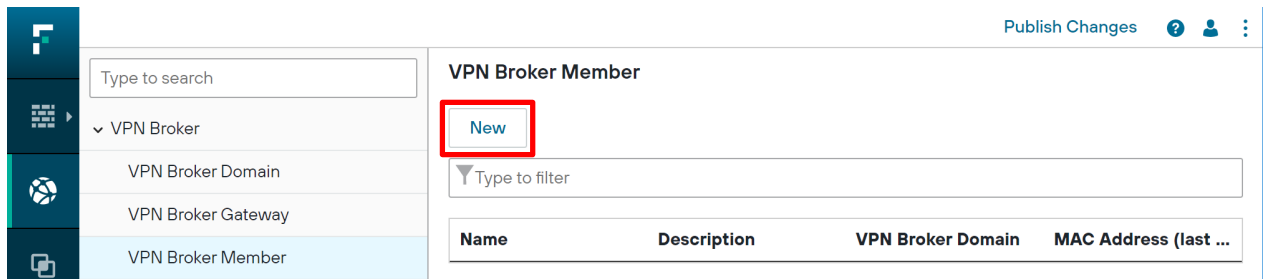 Publish Changes
Type to search
VPN Broker
VPN Broker Domain
VPN Broker Gateway
VPN Broker Member
VPN Broker Member
New
Type to filter
Name Description VPN Broker Domain MAC Address (last ...